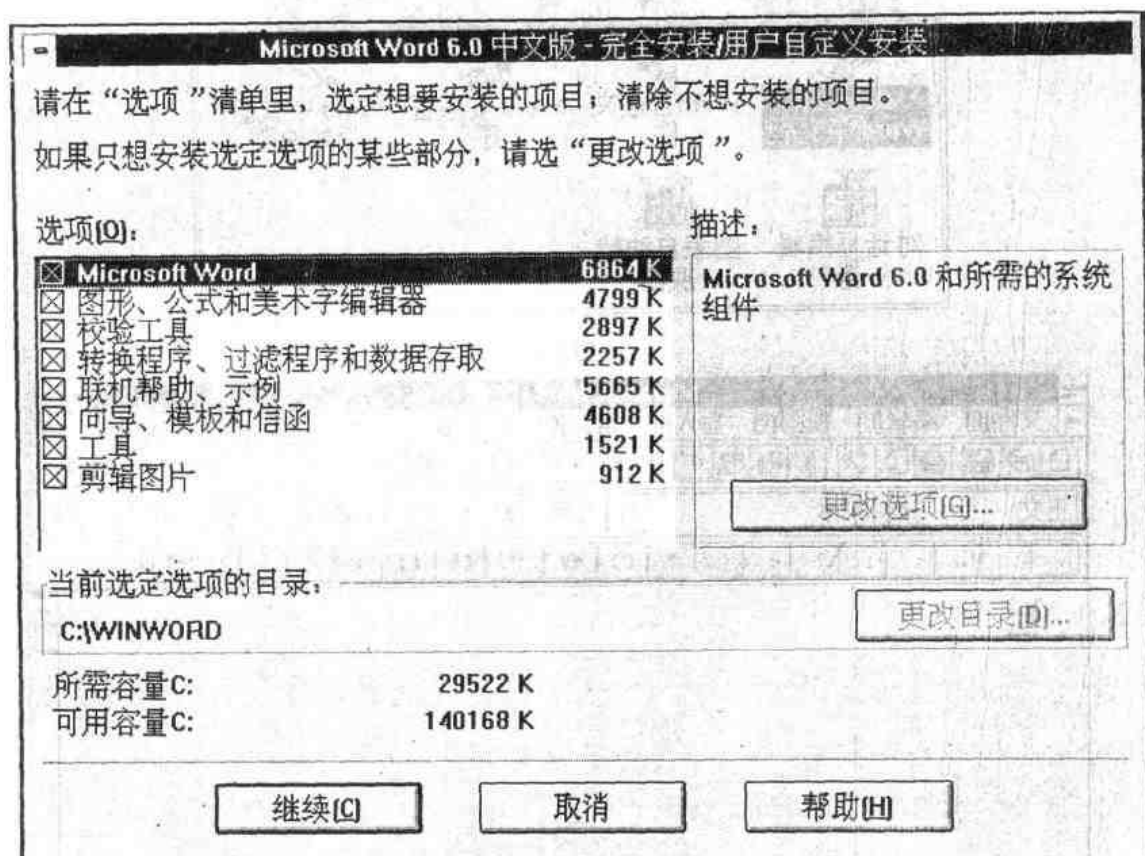 Microsoft Word 6.0 中文版 - 完全安装/用户自定义安装
请在“选项”清单里，选定想要安装的项目；清除不想安装的项目。
如果只想安装选定选项的某些部分，请选“更改选项”。
选项(O)：
描述：
Microsoft Word 6864 K
图形、公式和美术字编辑器 4799 K
校验工具 2897 K
转换程序、过滤程序和数据存取 2257 K
联机帮助、示例 5665 K
向导、模板和信函 4608 K
工具 1521 K
剪辑图片 912 K
Microsoft Word 6.0 和所需的系统
组件
更改选项(G)...
当前选定选项的目录：
C:\WINWORD
更改目录(D)...
所需容量C: 29522 K
可用容量C: 140168 K
继续(C)
取消
帮助(H)